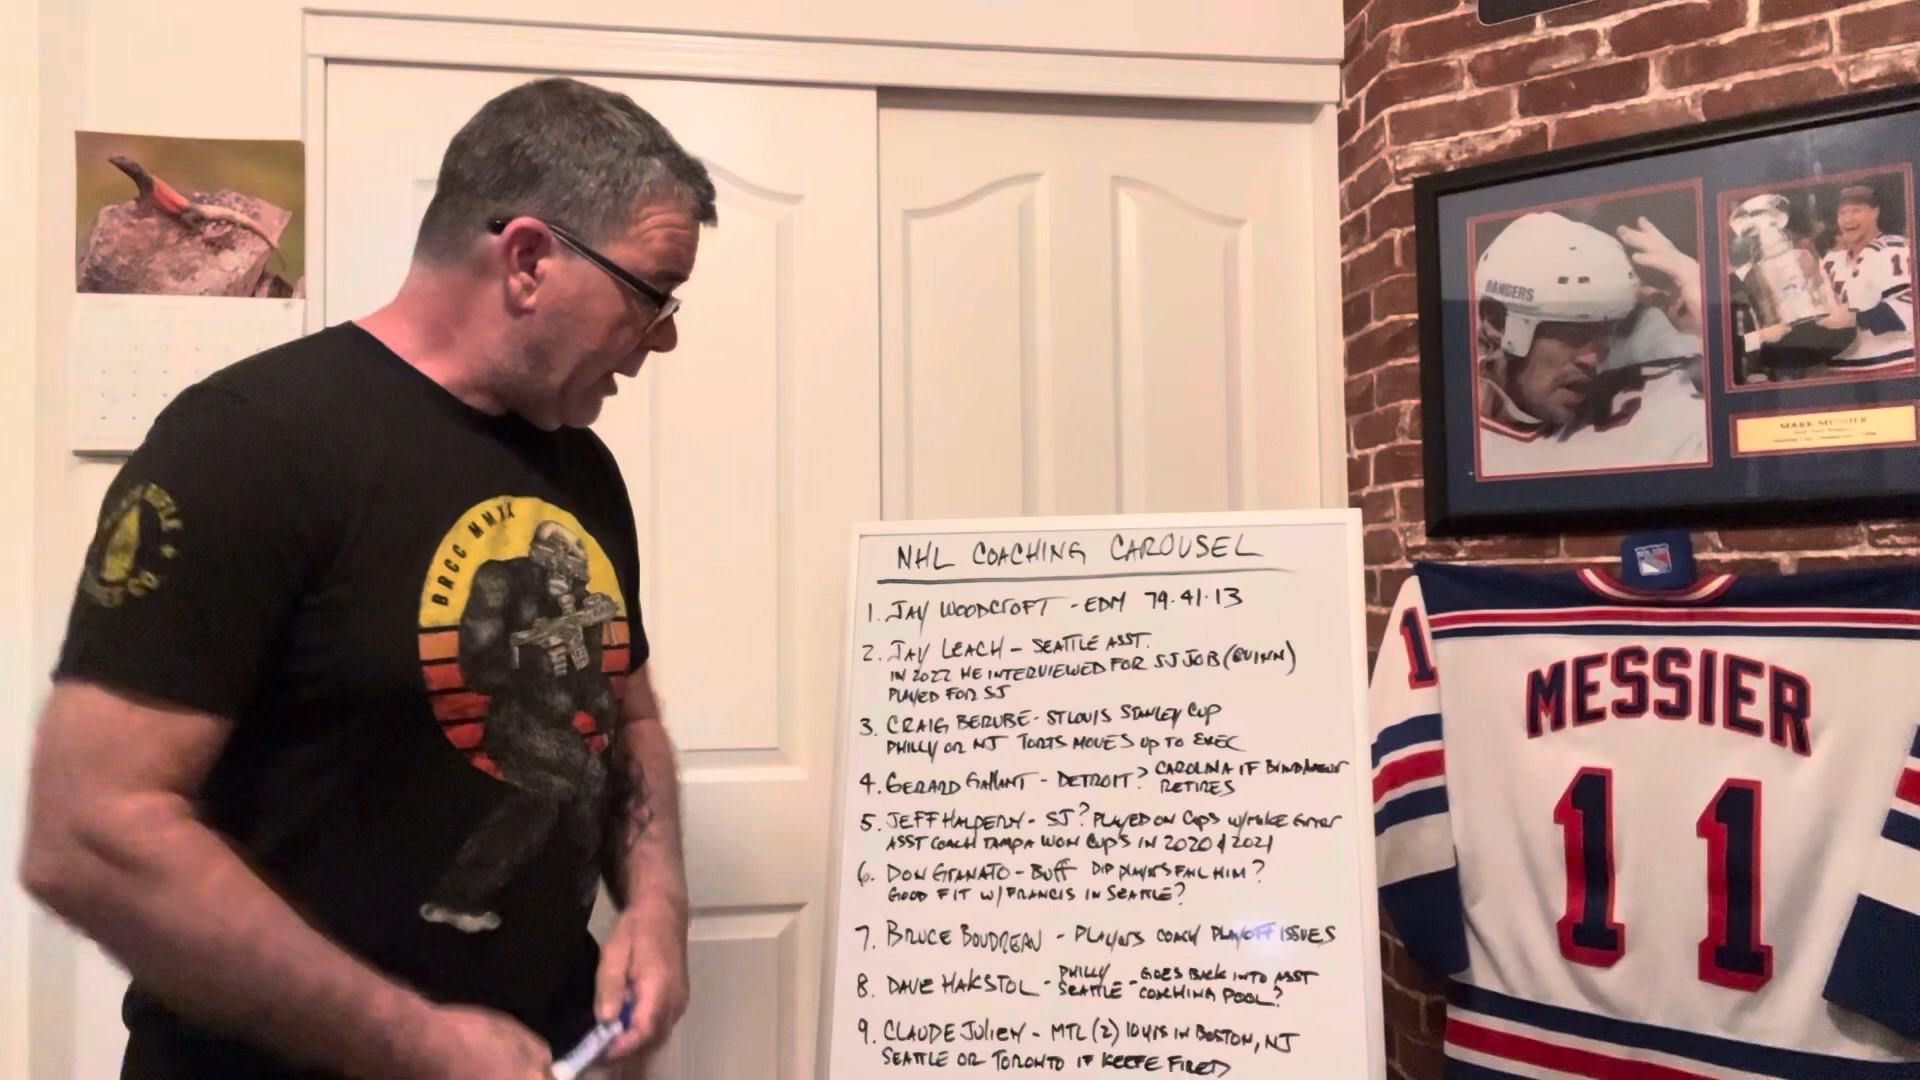 NHL COACHING CAROUSEL
1. JAY WOODCROFT - EDM 79-41-13
2. JAY LEACH - SEATTLE ASST.
IN 2022 HE INTERVIEWED FOR SJ JOB (QUINN)
PLAYED FOR SJ
3. CRAIG BERUBE - ST LOUIS STANLEY CUP
PHILLY OR NJ TORTS MOVES UP TO EXEC
4. GERARD GALLANT - DETROIT? CAROLINA IF BINDAMOUR
RETIRES
5. JEFF HALPERN - SJ? PLAYED ON CAPS W/MIKE GRIER
ASST COACH TAMPA WON CUPS IN 2020 & 2021
6. DON GRANATO - BUFF DID PLAYERS FAIL HIM?
GOOD FIT W/ FRANCIS IN SEATTLE?
7. BRUCE BOUDREAU - PLAYERS COACH PLAYOFF ISSUES
8. DAVE HAKSTOL - PHILLY - GOES BACK INTO ASST
SEATTLE - COACHING POOL?
9. CLAUDE JULIEN - MTL (2) 10 YRS IN BOSTON, NJ
SEATTLE OR TORONTO IF KEEFE FIRED
BRCC MMXX
RANGERS
MARK MESSIER
MESSIER
11
1